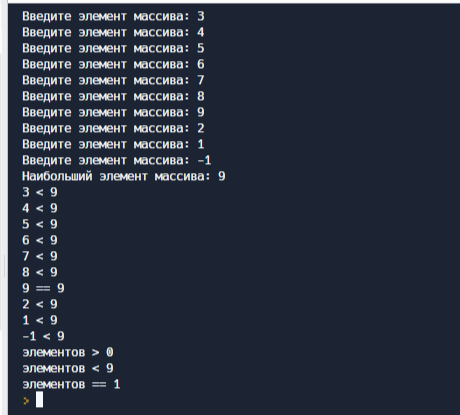 Введите элемент массива: 3
Введите элемент массива: 4
Введите элемент массива: 5
Введите элемент массива: 6
Введите элемент массива: 7
Введите элемент массива: 8
Введите элемент массива: 9
Введите элемент массива: 2
Введите элемент массива: 1
Введите элемент массива: -1
Наибольший элемент массива: 9
3 < 9
4 < 9
5 < 9
6 < 9
7 < 9
8 < 9
9 == 9
2 < 9
1 < 9
-1 < 9
элементов > 0
элементов < 9
элементов == 1
>